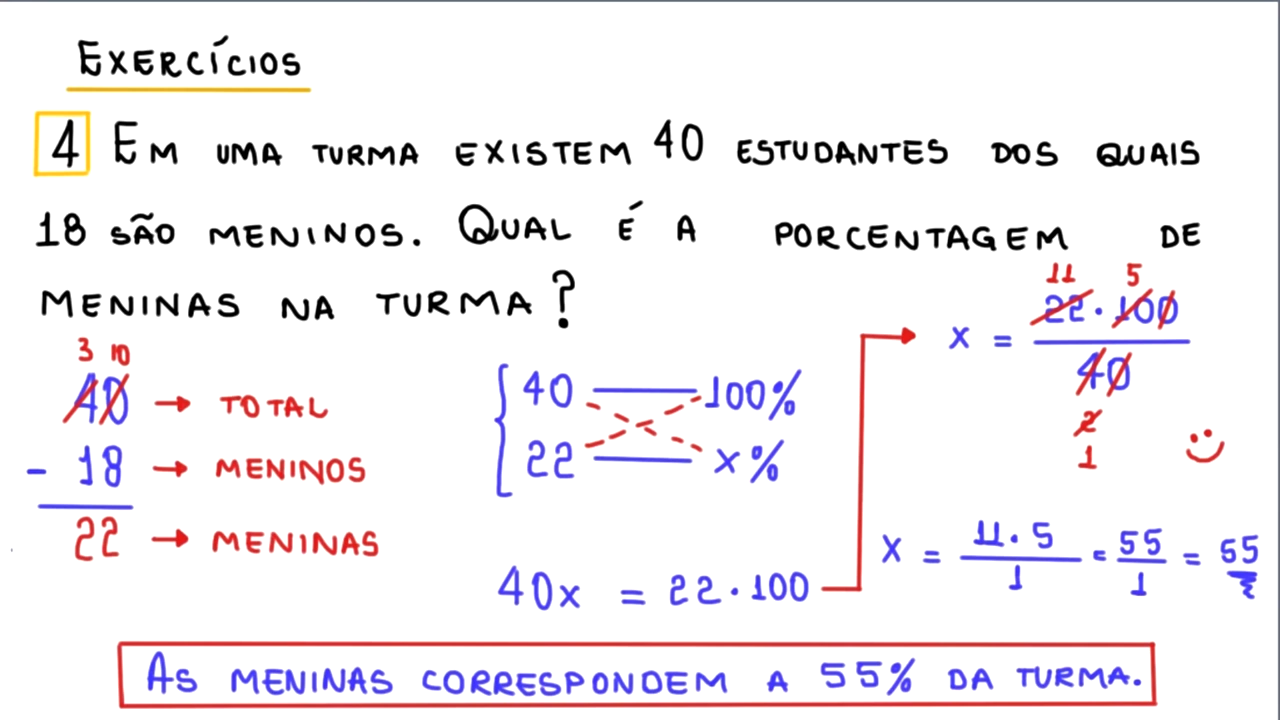 EXERCÍCIOS
4 EM UMA TURMA EXISTEM 40 ESTUDANTES DOS QUAIS
18 SÃO MENINOS. QUAL É A PORCENTAGEM DE
MENINAS NA TURMA?
3 10
40 → TOTAL
- 18 → MENINOS
22 → MENINAS
40 — 100%
22 — x%
40x = 22 · 100
11 5
x = 22 · 100
40
2
1
x = 11 · 5 = 55 = 55
1 1
AS MENINAS CORRESPONDEM A 55% DA TURMA.